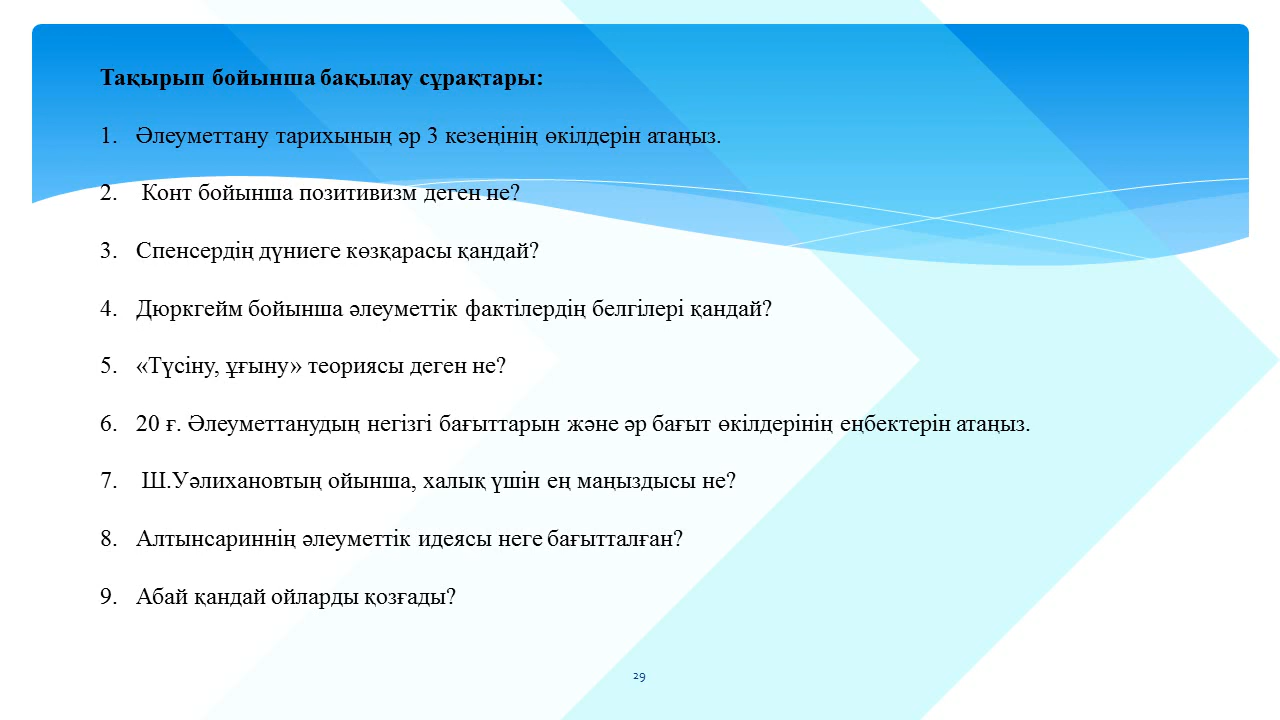 Тақырып бойынша бақылау сұрақтары:
1. Әлеуметтану тарихының әр 3 кезеңінің өкілдерін атаңыз.
2. Конт бойынша позитивизм деген не?
3. Спенсердің дүниеге көзқарасы қандай?
4. Дюркгейм бойынша әлеуметтік фактілердің белгілері қандай?
5. «Түсіну, ұғыну» теориясы деген не?
6. 20 ғ. Әлеуметтанудың негізгі бағыттарын және әр бағыт өкілдерінің еңбектерін атаңыз.
7. Ш.Уәлихановтың ойынша, халық үшін ең маңыздысы не?
8. Алтынсариннің әлеуметтік идеясы неге бағытталған?
9. Абай қандай ойларды қозғады?
29